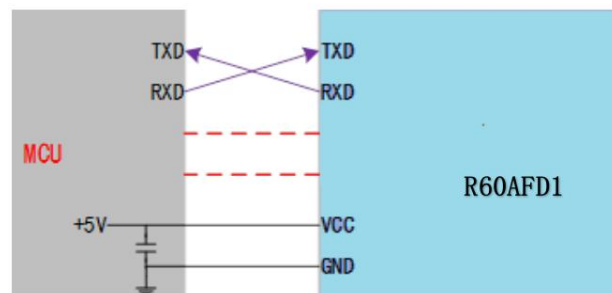 TXD TXD
RXD RXD
MCU
R60AFD1
+5V VCC
GND